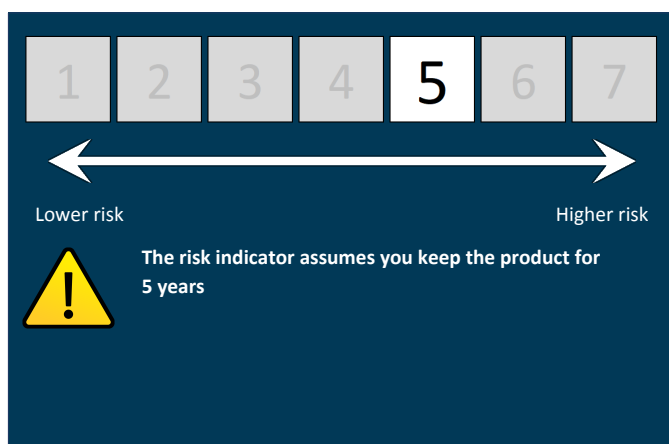 1 2 3 4 5 6 7
Lower risk Higher risk
The risk indicator assumes you keep the product for
5 years